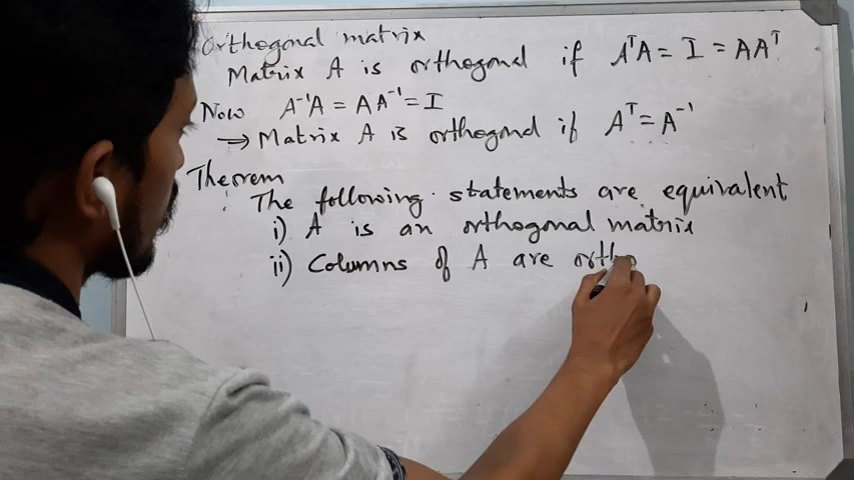 Orthogonal matrix
Matrix A is orthogonal if AᵀA = I = AAᵀ
Now A⁻¹A = AA⁻¹ = I
→ Matrix A is orthogonal if Aᵀ = A⁻¹
Theorem
The following statements are equivalent
i) A is an orthogonal matrix
ii) Columns of A are ortho